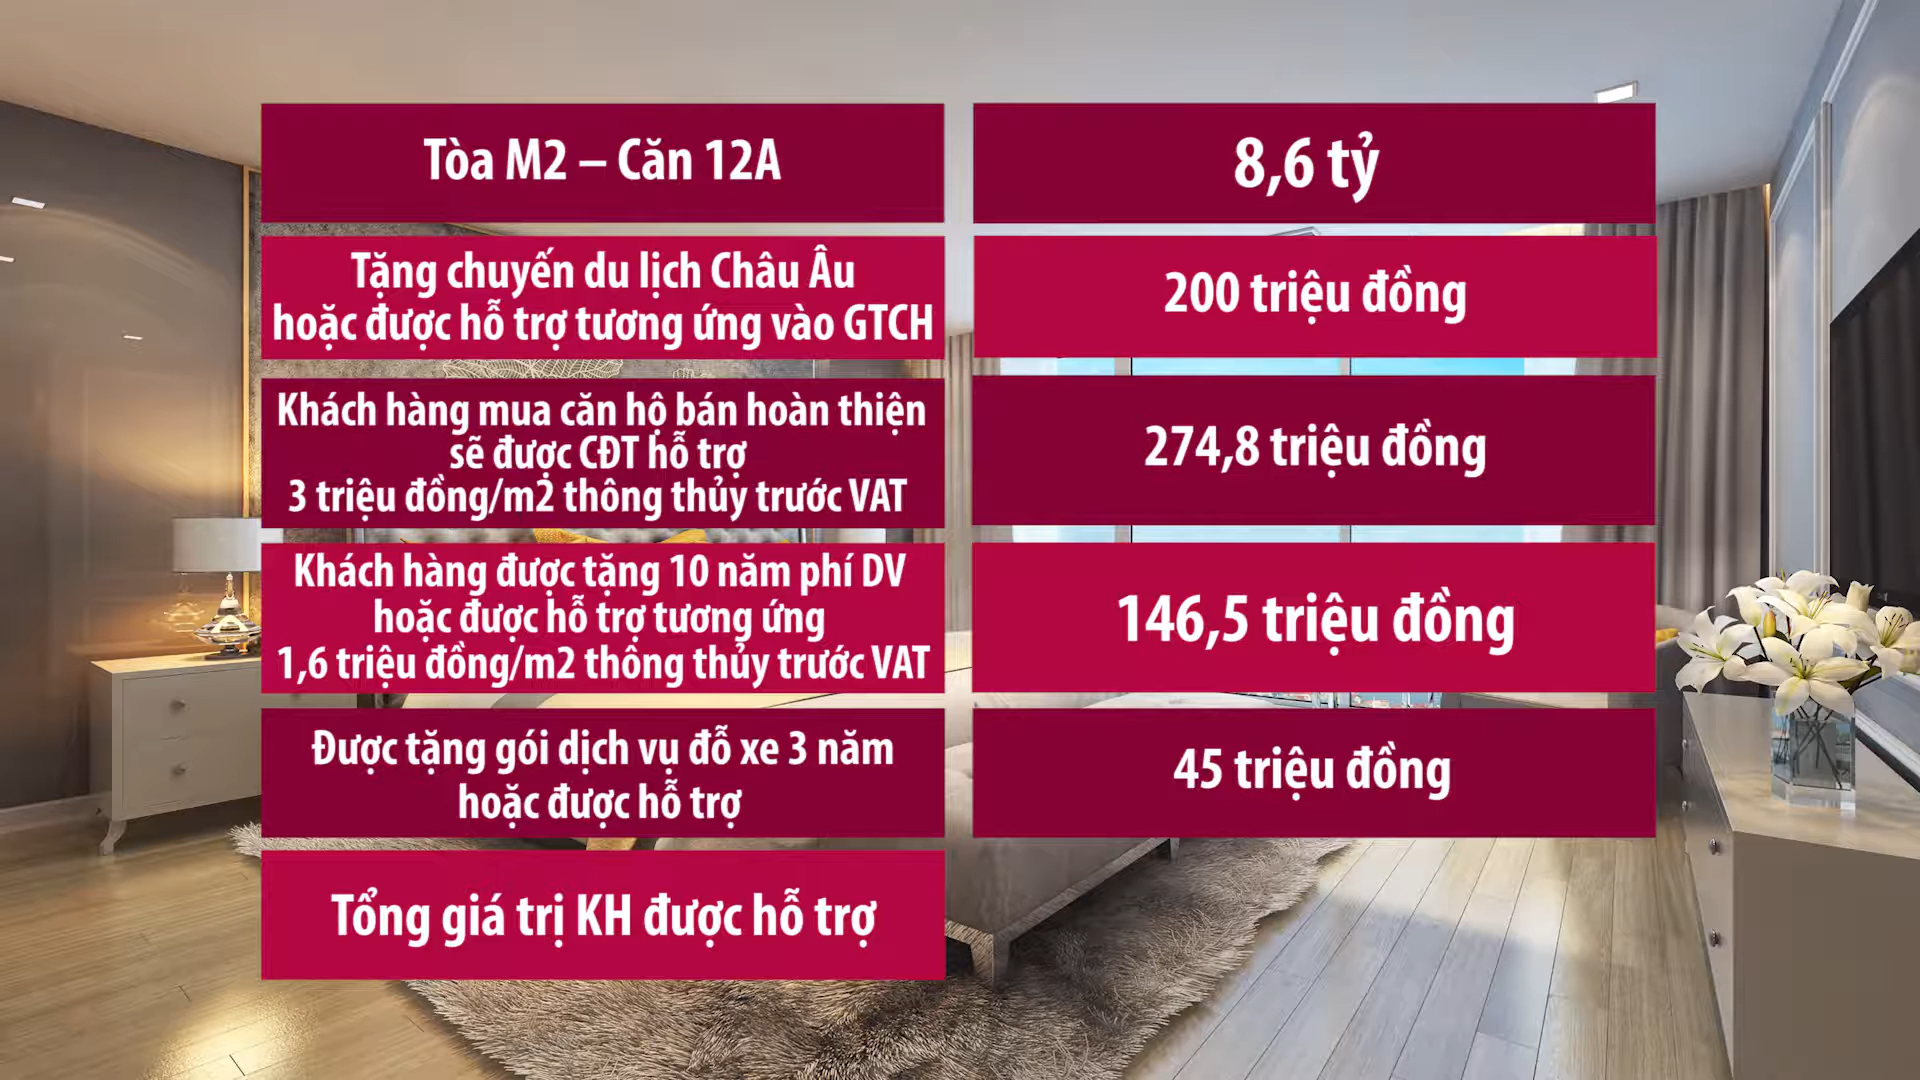 Tòa M2 – Căn 12A
8,6 tỷ
Tặng chuyến du lịch Châu Âu
hoặc được hỗ trợ tương ứng vào GTCH
200 triệu đồng
Khách hàng mua căn hộ bán hoàn thiện
sẽ được CĐT hỗ trợ
3 triệu đồng/m2 thông thủy trước VAT
274,8 triệu đồng
Khách hàng được tặng 10 năm phí DV
hoặc được hỗ trợ tương ứng
1,6 triệu đồng/m2 thông thủy trước VAT
146,5 triệu đồng
Được tặng gói dịch vụ đỗ xe 3 năm
hoặc được hỗ trợ
45 triệu đồng
Tổng giá trị KH được hỗ trợ